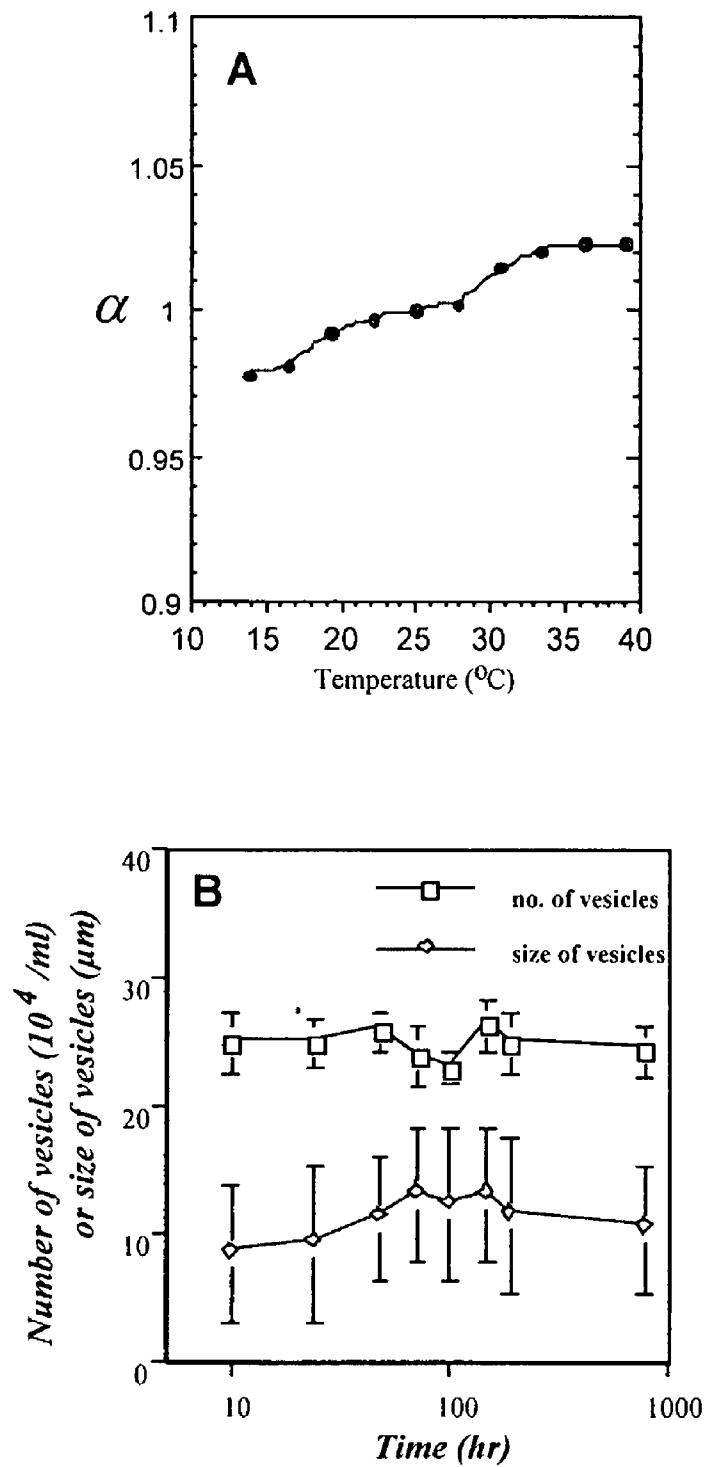 A
1.1
1.05
1
0.95
0.9
α
10 15 20 25 30 35 40
Temperature (⁰C)
B
no. of vesicles
size of vesicles
40
30
20
10
0
Number of vesicles (10⁴ /ml)
or size of vesicles (μm)
10 100 1000
Time (hr)